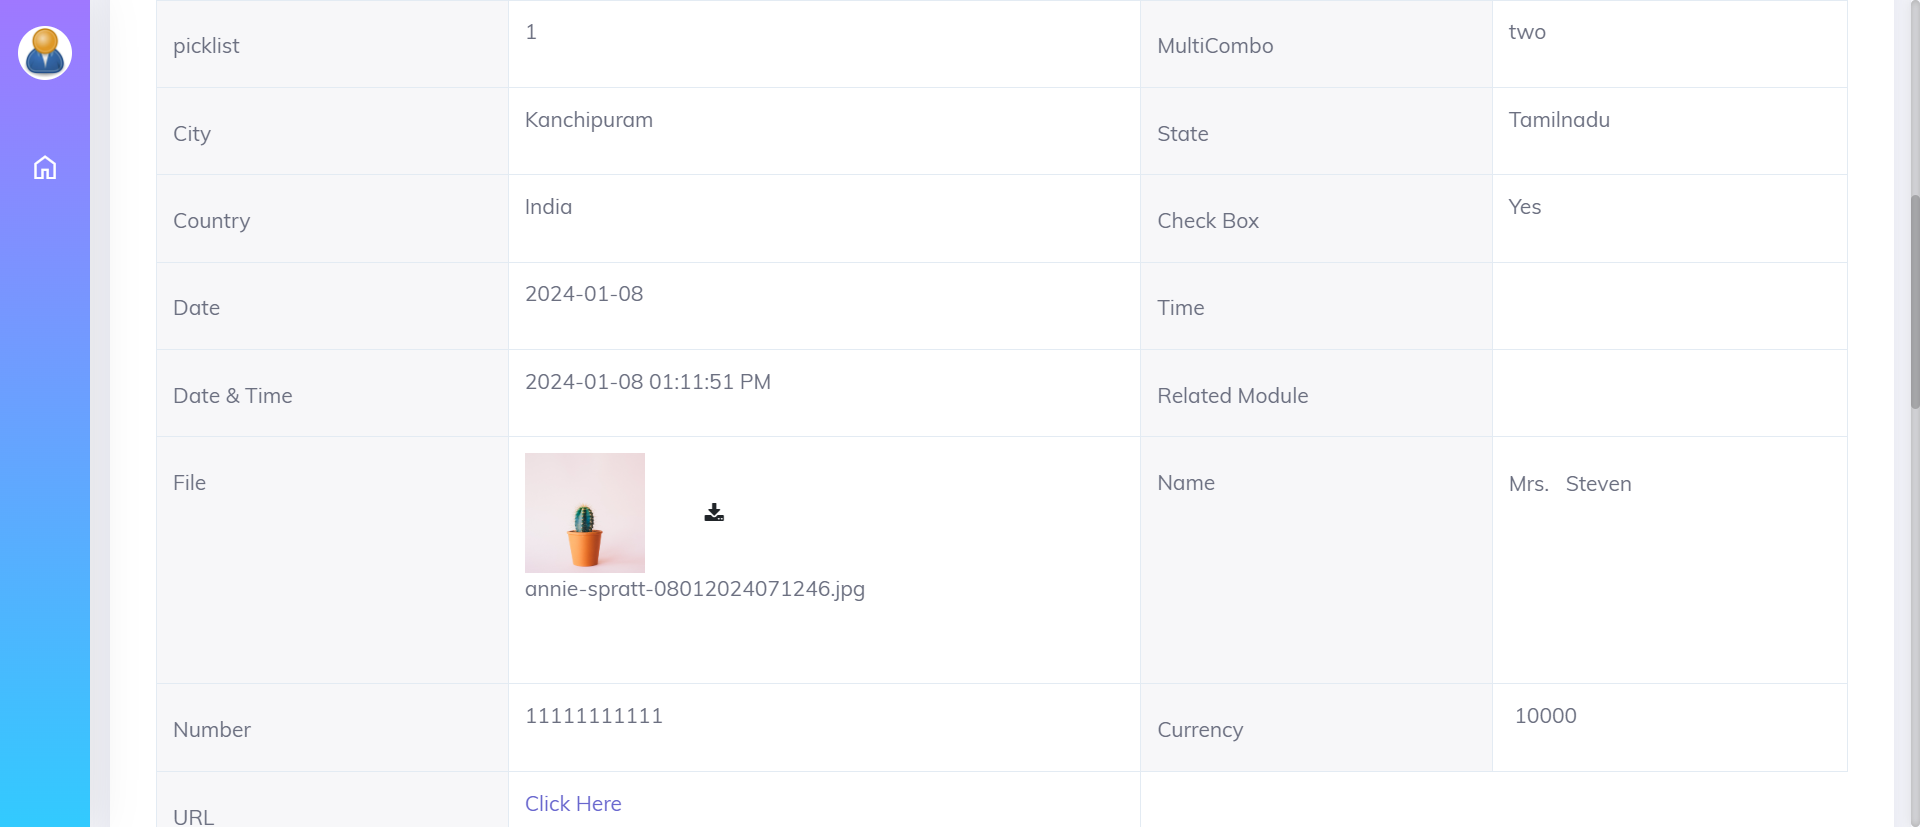 picklist 1 MultiCombo two
City Kanchipuram State Tamilnadu
Country India Check Box Yes
Date 2024-01-08 Time
Date & Time 2024-01-08 01:11:51 PM Related Module
File Name Mrs. Steven
annie-spratt-08012024071246.jpg
Number 11111111111 Currency 10000
URL Click Here